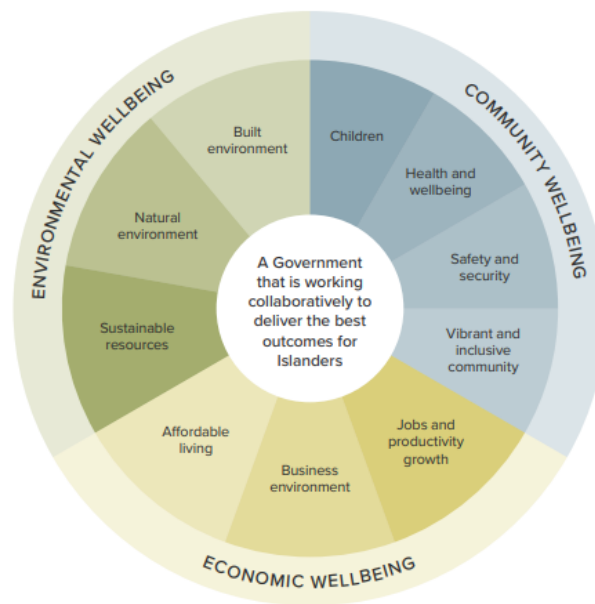 ENVIRONMENTAL WELLBEING
COMMUNITY WELLBEING
Built
environment
Children
Health and
wellbeing
Natural
environment
Safety and
security
A Government
that is working
collaboratively to
deliver the best
outcomes for
Islanders
Sustainable
resources
Vibrant and
inclusive
community
Affordable
living
Business
environment
Jobs and
productivity
growth
ECONOMIC WELLBEING